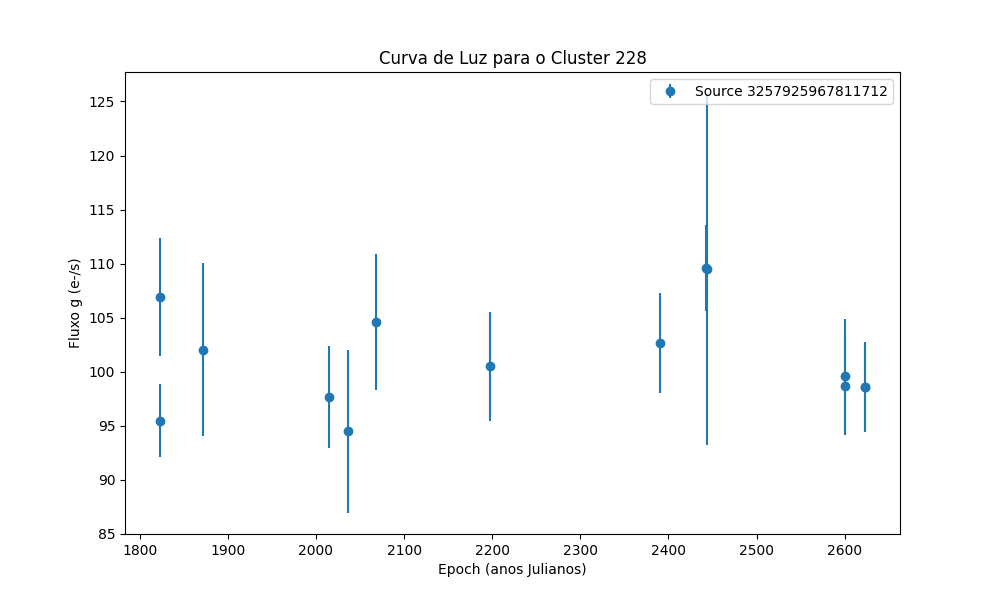 Curva de Luz para o Cluster 228
Source 3257925967811712
Fluxo g (e-/s)
125
120
115
110
105
100
95
90
85
1800 1900 2000 2100 2200 2300 2400 2500 2600
Epoch (anos Julianos)